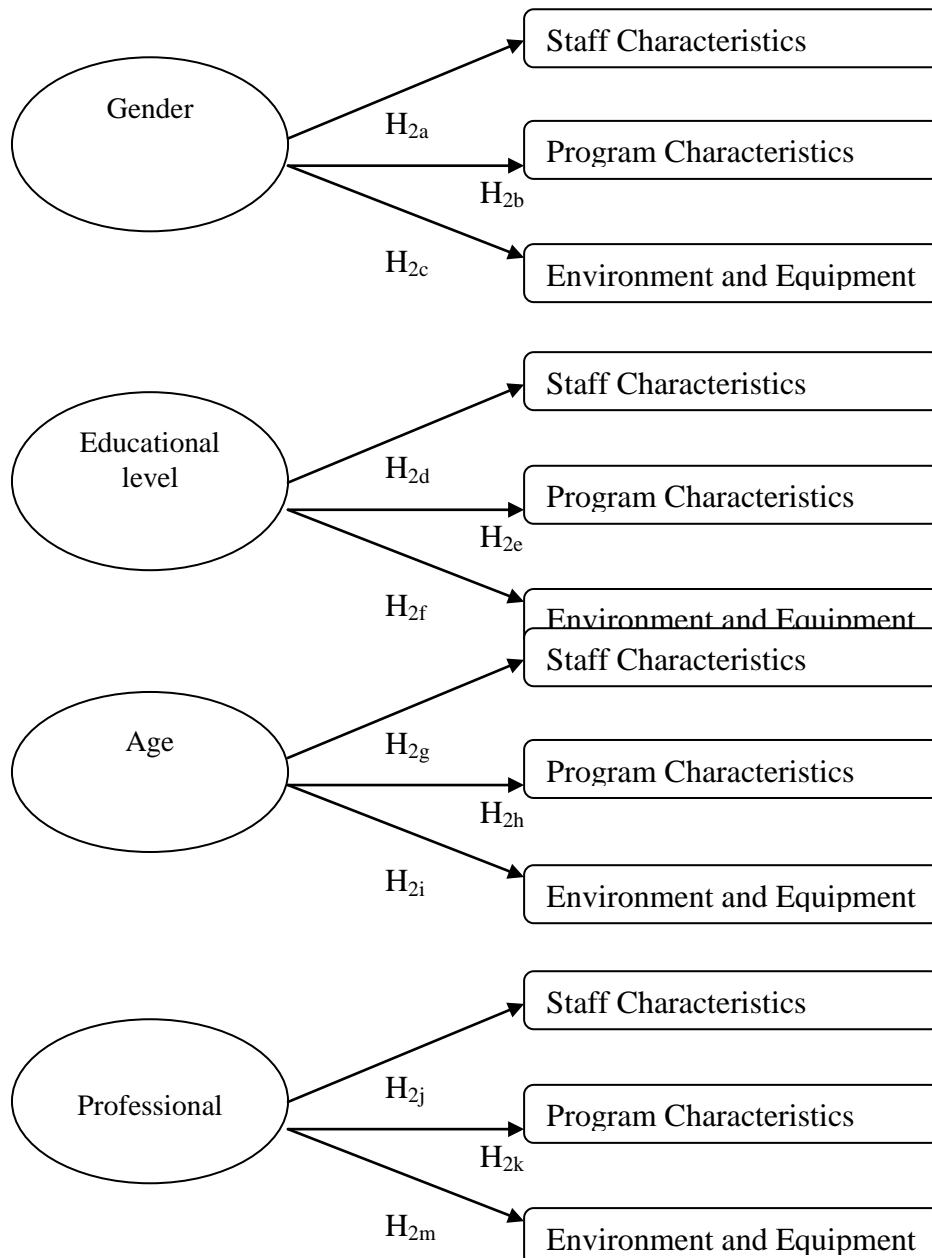 Staff Characteristics
Gender
H2a
Program Characteristics
H2b
H2c
Environment and Equipment
Staff Characteristics
Educational
level
H2d
Program Characteristics
H2e
H2f
Environment and Equipment
Staff Characteristics
Age
H2g
Program Characteristics
H2h
H2i
Environment and Equipment
Staff Characteristics
Professional
H2j
Program Characteristics
H2k
H2m
Environment and Equipment